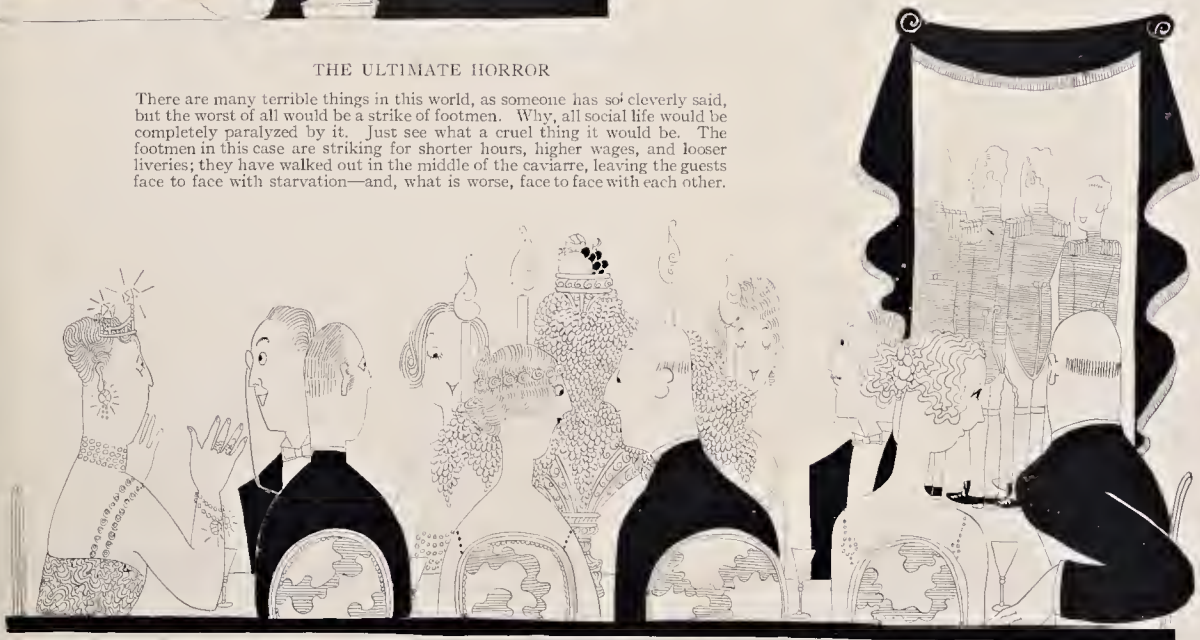 THE ULTIMATE HORROR
There are many terrible things in this world, as someone has so cleverly said,
but the worst of all would be a strike of footmen. Why, all social life would be
completely paralyzed by it. Just see what a cruel thing it would be. The
footmen in this case are striking for shorter hours, higher wages, and looser
liveries; they have walked out in the middle of the caviarre, leaving the guests
face to face with starvation—and, what is worse, face to face with each other.